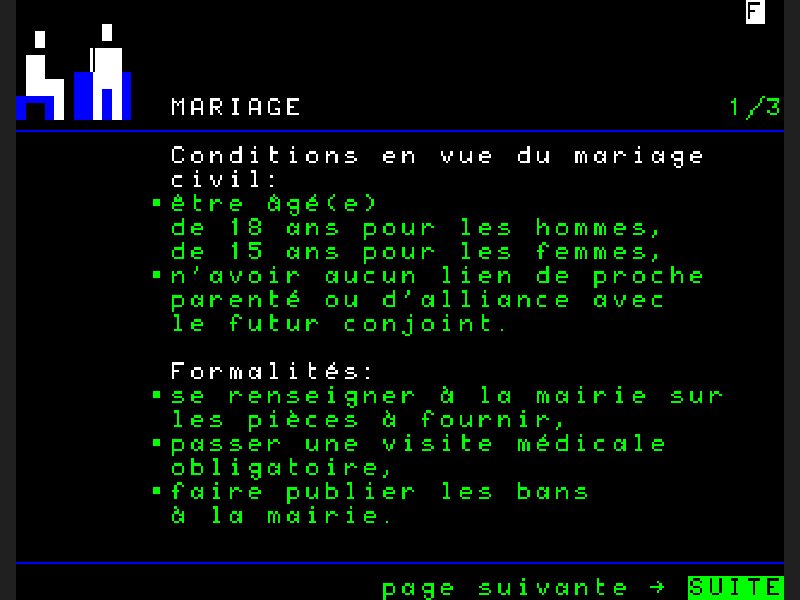 F
MARIAGE 1/3
Conditions en vue du mariage
civil:
▪être âgé(e)
de 18 ans pour les hommes,
de 15 ans pour les femmes,
▪n'avoir aucun lien de proche
parenté ou d'alliance avec
le futur conjoint.
Formalités:
▪se renseigner à la mairie sur
les pièces à fournir,
▪passer une visite médicale
obligatoire,
▪faire publier les bans
à la mairie.
page suivante → SUITE